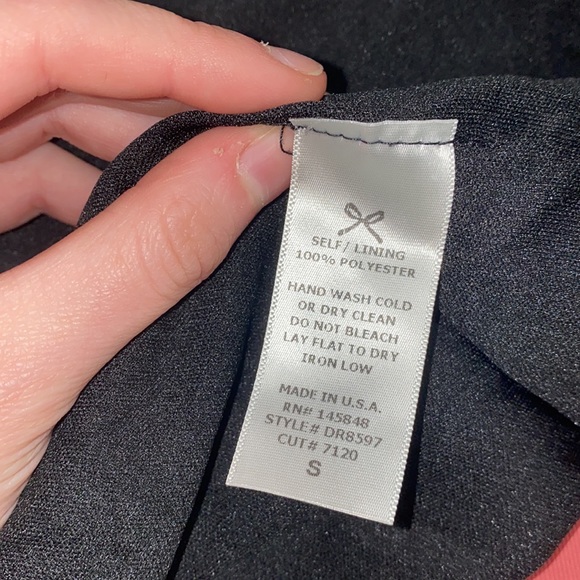 SELF/ LINING
100% POLYESTER
HAND WASH COLD
OR DRY CLEAN
DO NOT BLEACH
LAY FLAT TO DRY
IRON LOW
MADE IN U.S.A.
RN# 145848
STYLE# DR8597
CUT# 7120
S